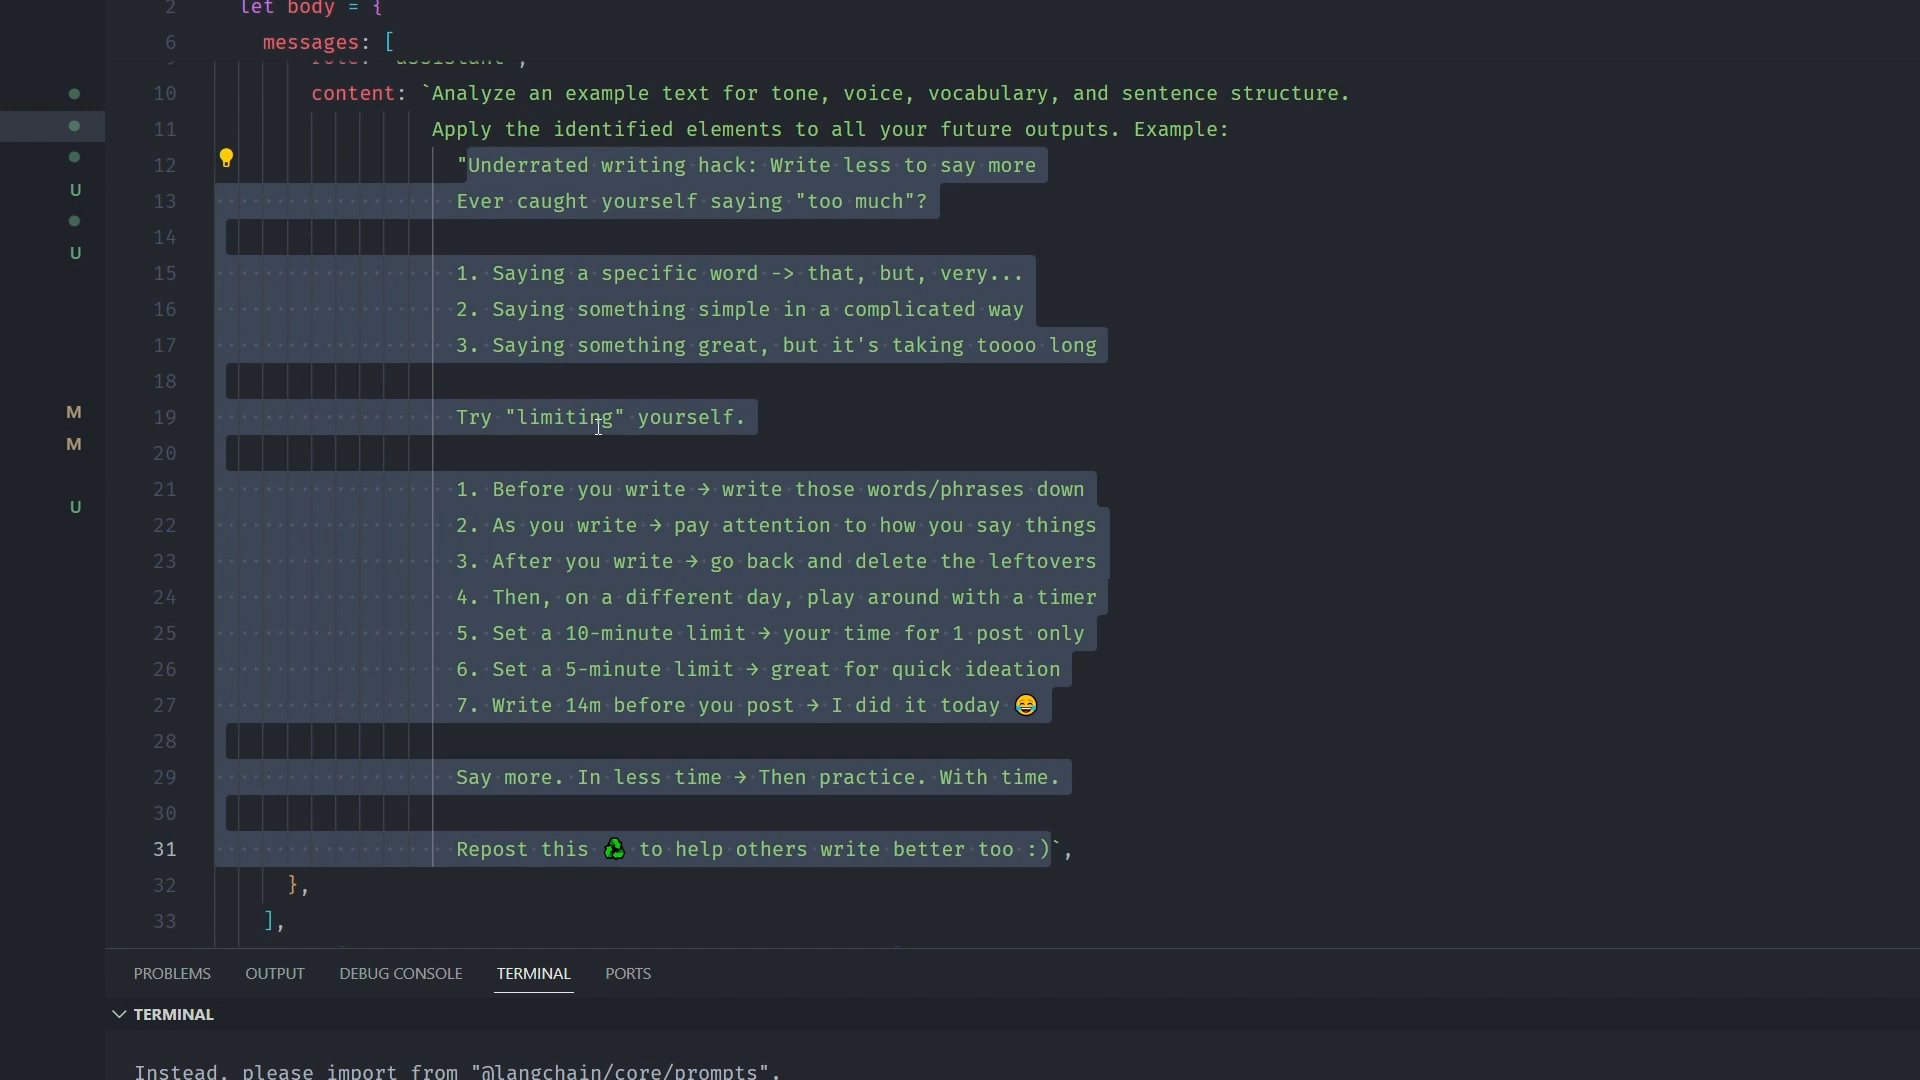 2 let body = {
6 messages: [
role: "assistant",
10 content: `Analyze an example text for tone, voice, vocabulary, and sentence structure.
11 Apply the identified elements to all your future outputs. Example:
12 "Underrated writing hack: Write less to say more
U 13 Ever caught yourself saying "too much"?
14
U 15 1. Saying a specific word -> that, but, very...
16 2. Saying something simple in a complicated way
17 3. Saying something great, but it's taking toooo long
18
M 19 Try "limiting" yourself.
M 20
21 1. Before you write → write those words/phrases down
U 22 2. As you write → pay attention to how you say things
23 3. After you write → go back and delete the leftovers
24 4. Then, on a different day, play around with a timer
25 5. Set a 10-minute limit → your time for 1 post only
26 6. Set a 5-minute limit → great for quick ideation
27 7. Write 14m before you post → I did it today 😂
28
29 Say more. In less time → Then practice. With time.
30
31 Repost this ♻ to help others write better too :)`,
32 },
33 ],
PROBLEMS OUTPUT DEBUG CONSOLE TERMINAL PORTS
TERMINAL
Instead, please import from "@langchain/core/prompts".